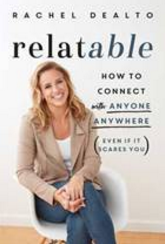 RACHEL DEALTO
relatable
HOW TO
CONNECT
with ANYONE
ANYWHERE
(EVEN IF IT
SCARES YOU)